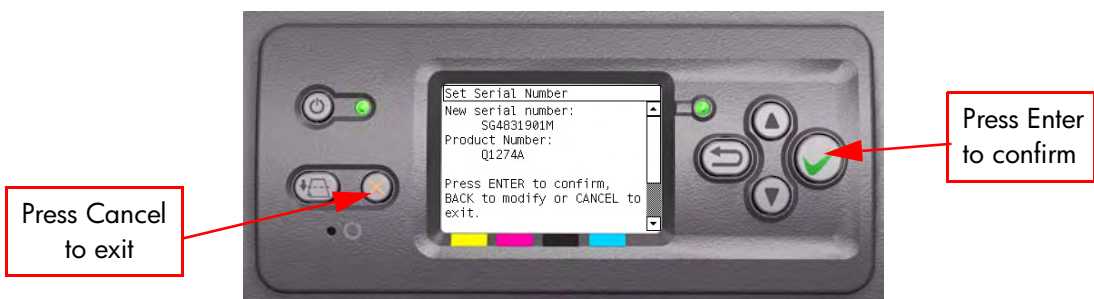 Set Serial Number
New serial number:
SG4831901M
Product Number:
Q1274A
Press ENTER to confirm,
BACK to modify or CANCEL to
exit.
Press Cancel
to exit
Press Enter
to confirm